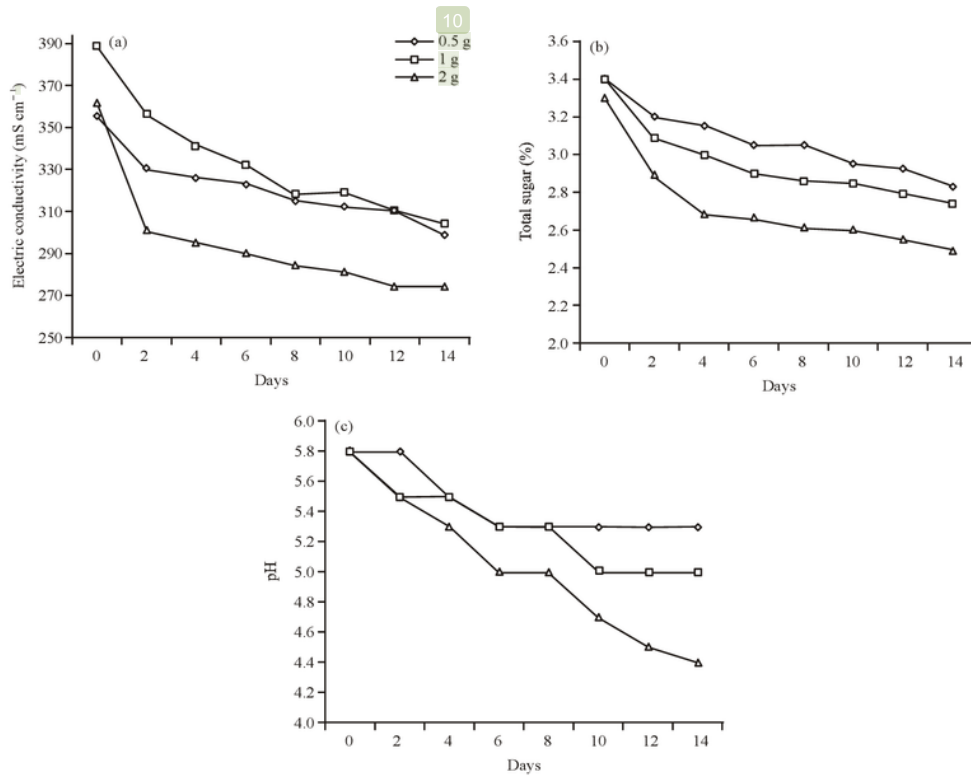 10
(a)
0.5 g
1 g
2 g
390
370
350
330
310
290
270
250
Electric conductivity (mS cm⁻¹)
0 2 4 6 8 10 12 14
Days
(b)
3.6
3.4
3.2
3.0
2.8
2.6
2.4
2.2
2.0
Total sugar (%)
0 2 4 6 8 10 12 14
Days
(c)
6.0
5.8
5.6
5.4
5.2
5.0
4.8
4.6
4.4
4.2
4.0
pH
0 2 4 6 8 10 12 14
Days